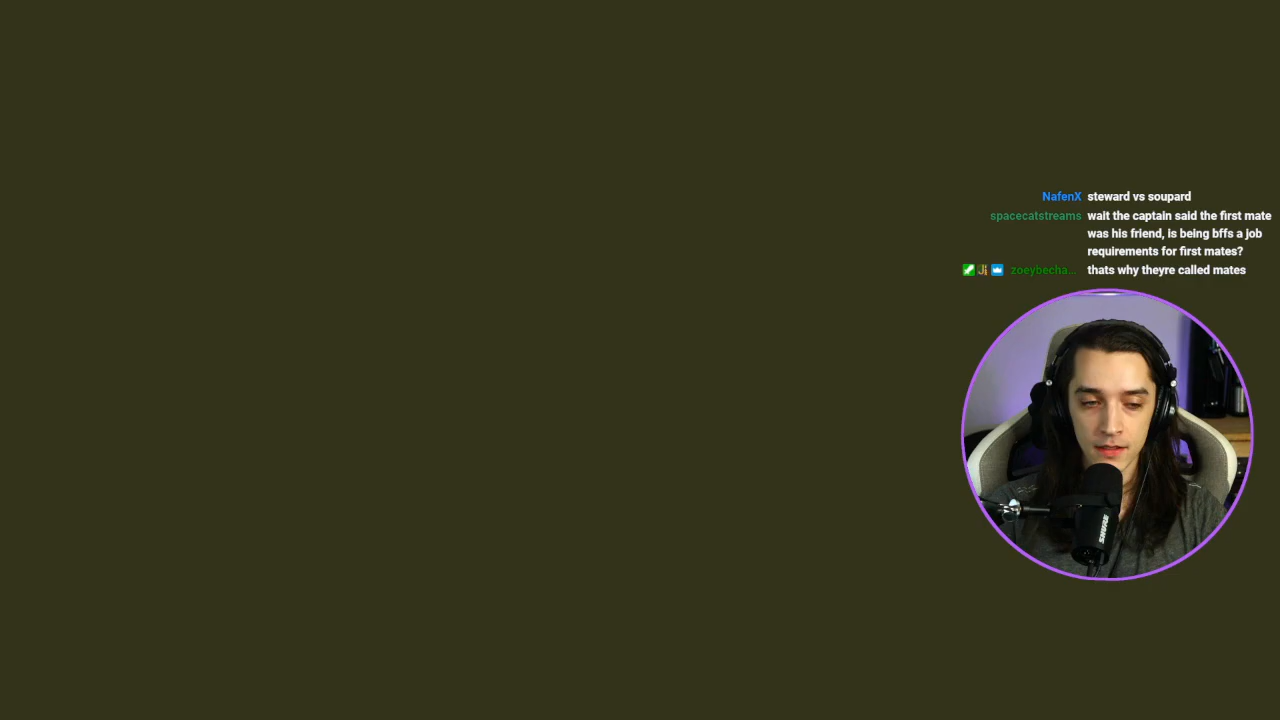 NafenX steward vs soupard
spacecatstreams wait the captain said the first mate
was his friend, is being bffs a job
requirements for first mates?
zoeybecha... thats why theyre called mates
SHURE